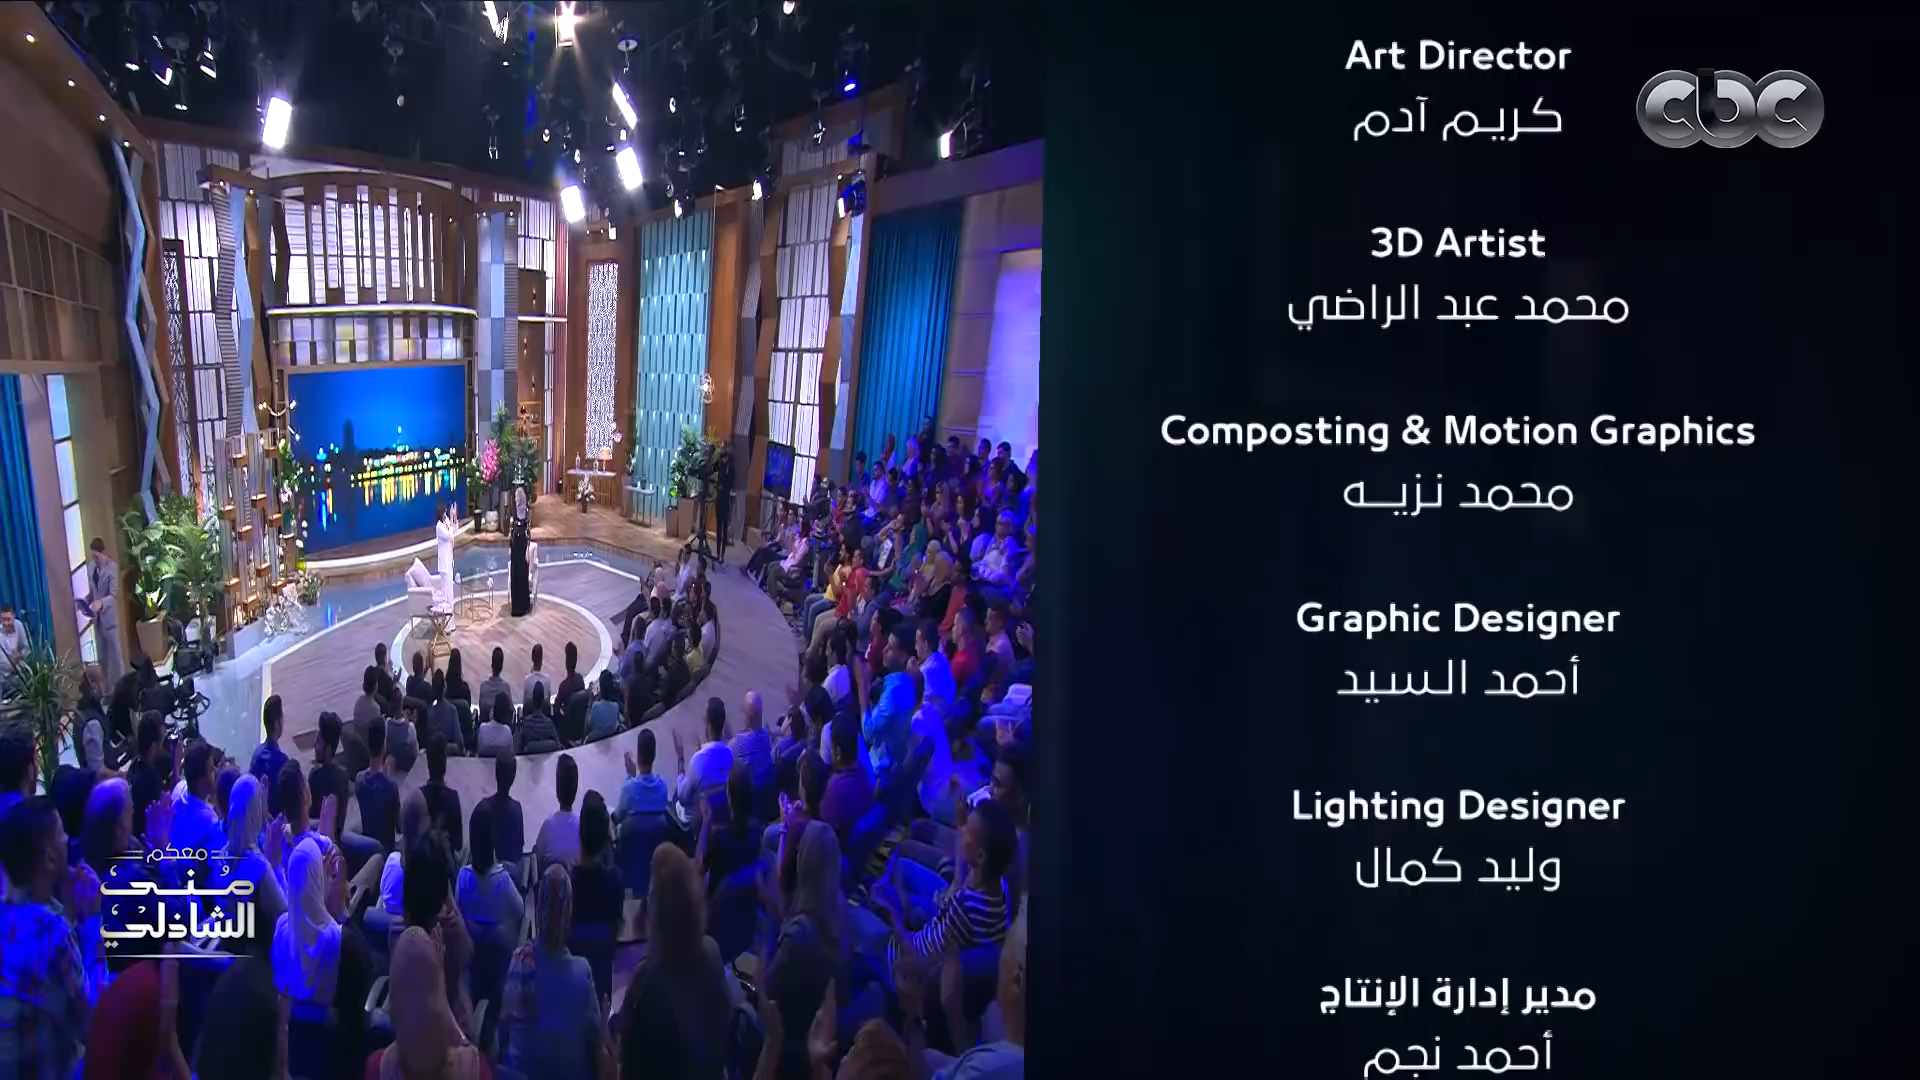 Art Director
كريم آدم
cbc
3D Artist
محمد عبد الراضي
Composting & Motion Graphics
محمد نزيه
Graphic Designer
أحمد السيد
Lighting Designer
وليد كمال
معكم
مُنى
الشاذلي
مدير إدارة الإنتاج
أحمد نجم